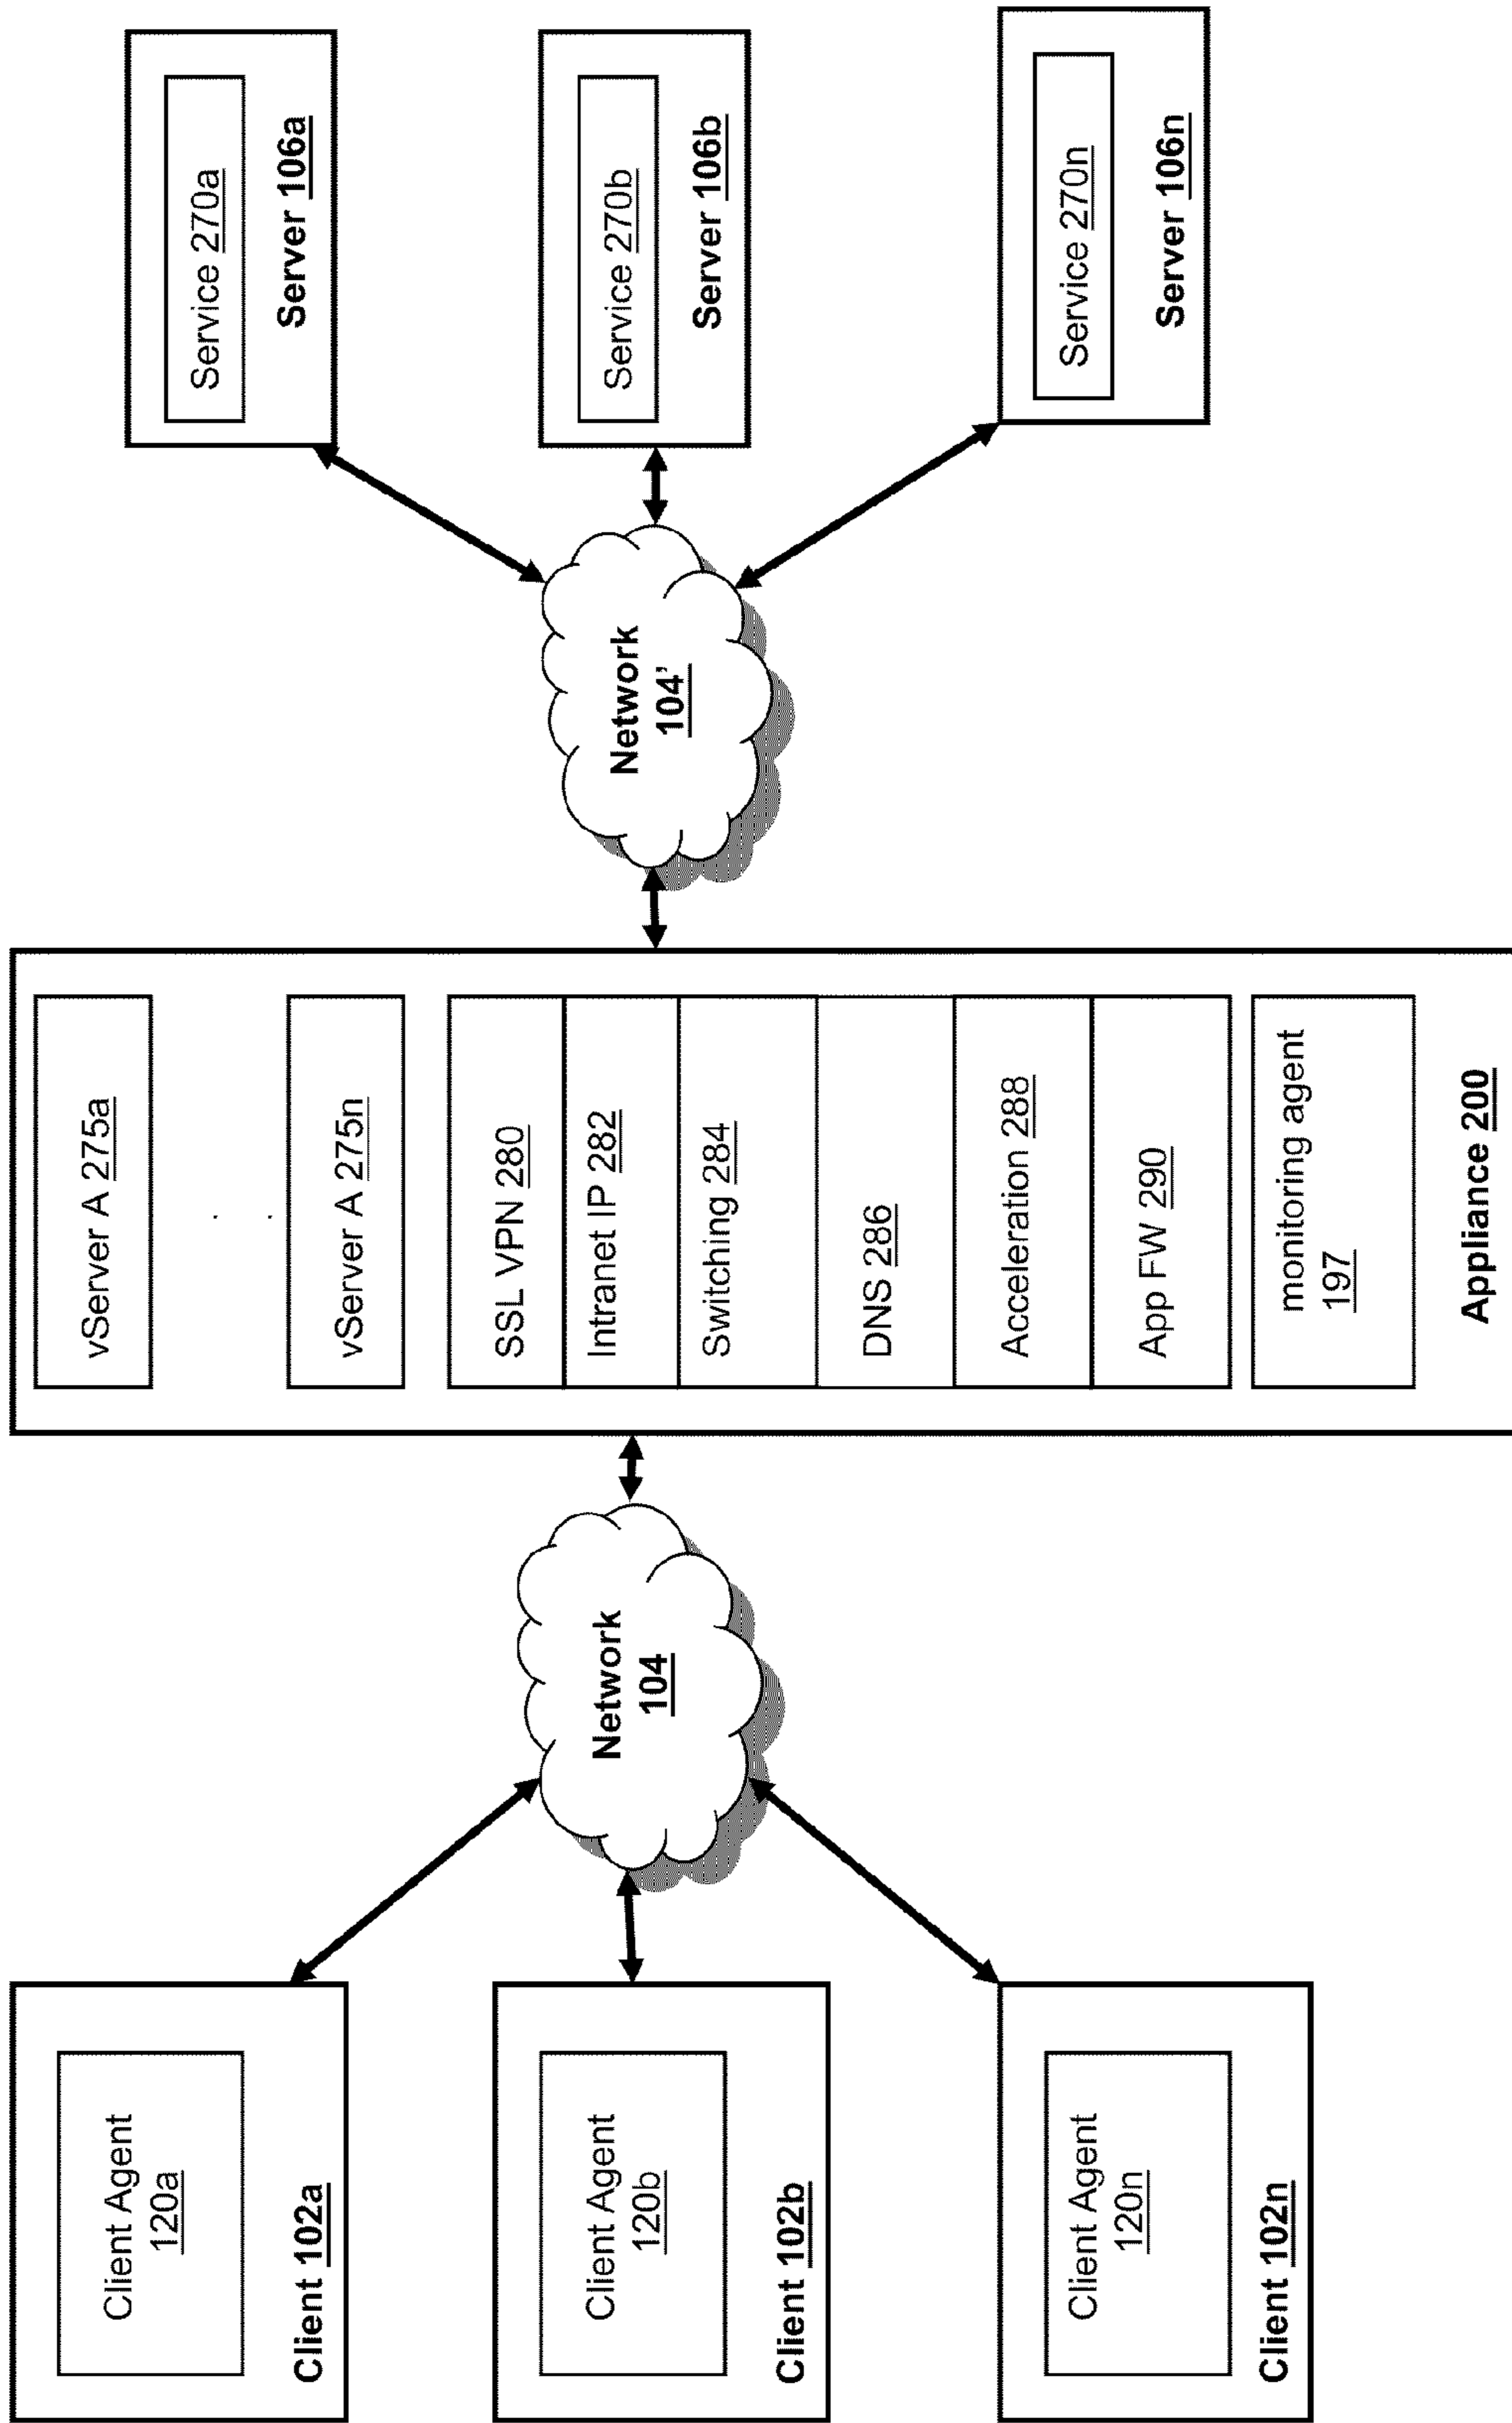 Client Agent
120a
Client 102a
Client Agent
120b
Client 102b
Client Agent
120n
Client 102n
Network
104
vServer A 275a
vServer A 275n
SSL VPN 280
Intranet IP 282
Switching 284
DNS 286
Acceleration 288
App FW 290
monitoring agent
197
Appliance 200
Network
104'
Service 270a
Server 106a
Service 270b
Server 106b
Service 270n
Server 106n